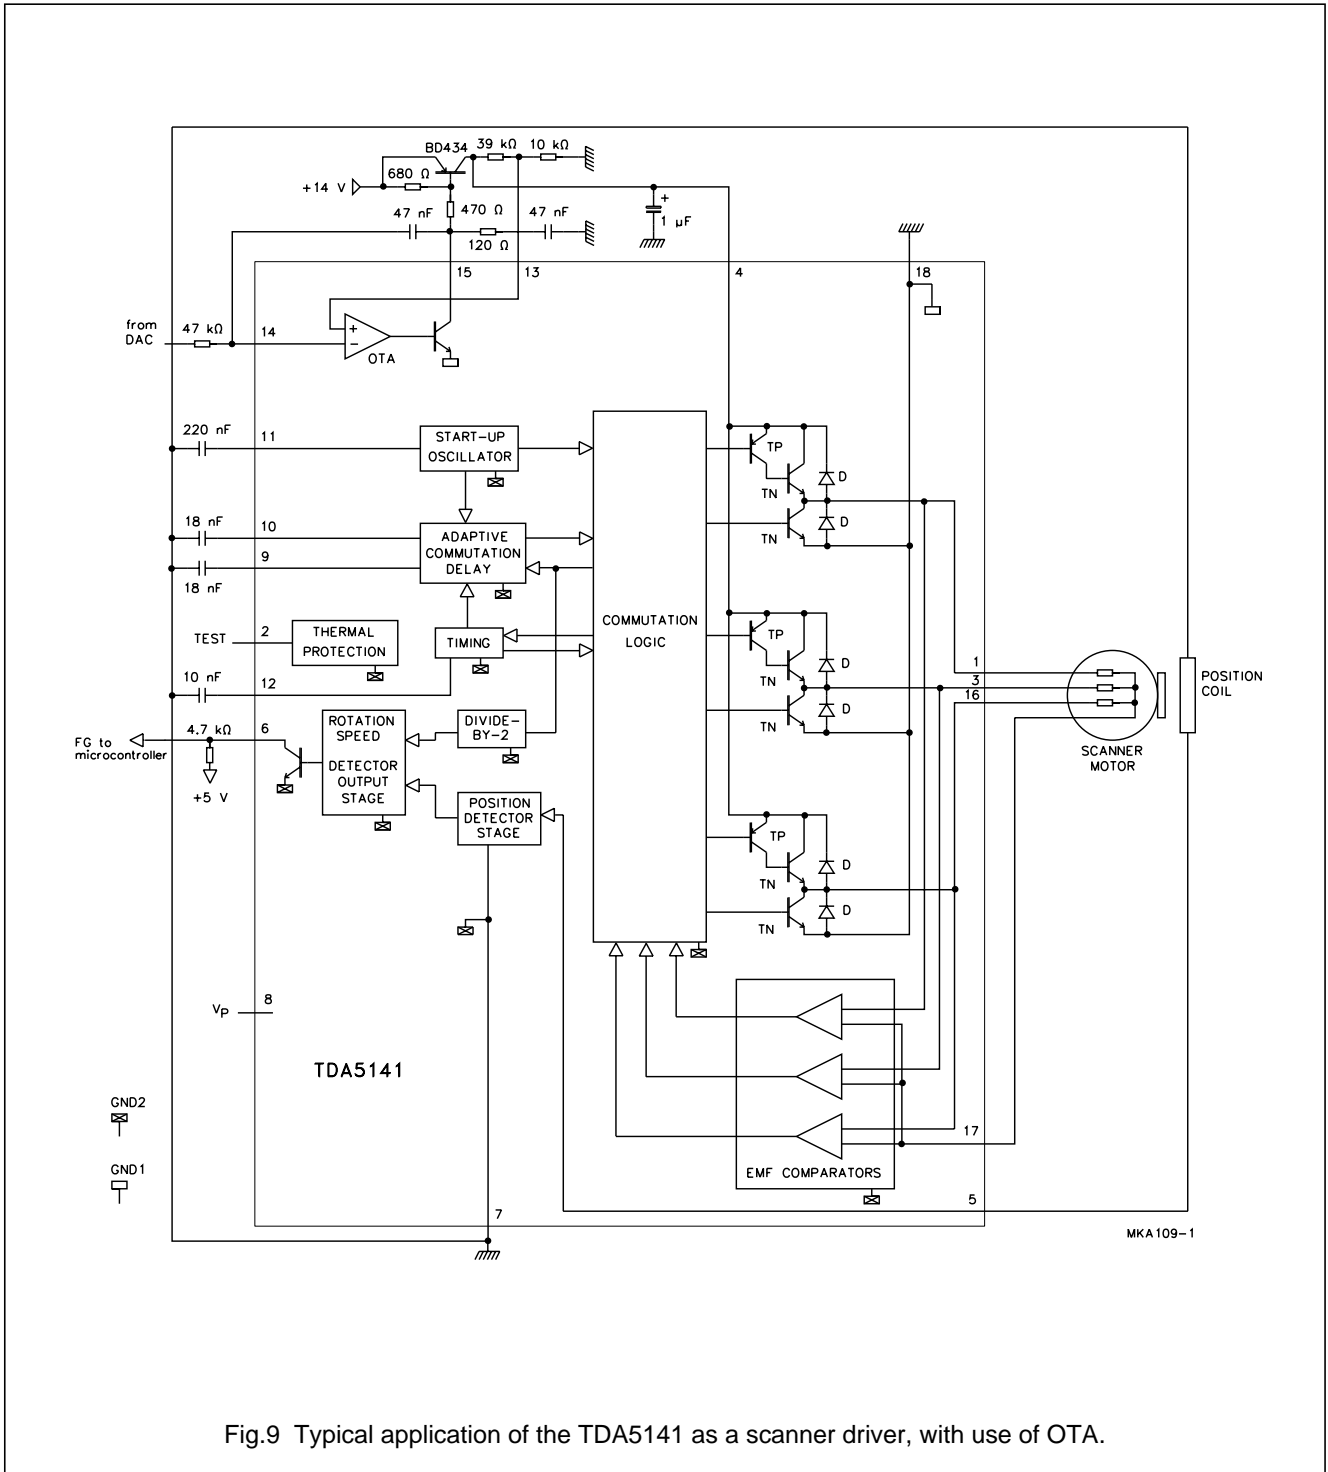 BD434 39 kΩ 10 kΩ
680 Ω
+14 V
47 nF 470 Ω 47 nF
+
1 µF
120 Ω
15 13 4 18
from
DAC
47 kΩ
14
+
−
OTA
220 nF
11
START-UP
OSCILLATOR
18 nF
10
9
18 nF
ADAPTIVE
COMMUTATION
DELAY
TEST
2
THERMAL
PROTECTION
TIMING
10 nF
12
COMMUTATION
LOGIC
TP
D
TN
D
TN
TP
D
TN
D
TN
TP
D
TN
D
TN
1
3
16
POSITION
COIL
SCANNER
MOTOR
4.7 kΩ
6
FG to
microcontroller
+5 V
ROTATION
SPEED
DETECTOR
OUTPUT
STAGE
DIVIDE-
BY-2
POSITION
DETECTOR
STAGE
VP
8
TDA5141
GND2
GND1
17
EMF COMPARATORS
5
7
MKA109-1
Fig.9 Typical application of the TDA5141 as a scanner driver, with use of OTA.